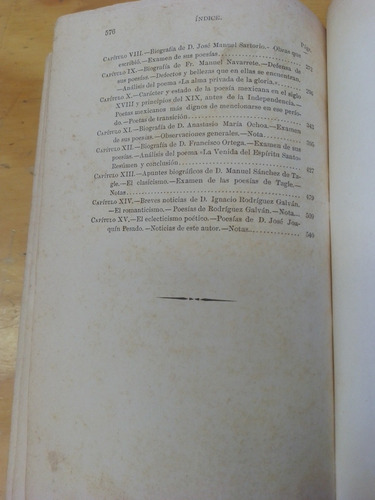 576 ÍNDICE.
Págs.
CAPÍTULO VIII.—Biografía de D. José Manuel Sartorio.—Obras que
escribió.—Examen de sus poesías
CAPÍTULO IX.—Biografía de Fr. Manuel Navarrete.—Defensa de
sus poesías.—Defectos y bellezas que en ellas se encuentran.
—Análisis del poema «La alma privada de la gloria.»
CAPÍTULO X.—Carácter y estado de la poesía mexicana en el siglo
XVIII y principios del XIX, antes de la Independencia.—
Poetas mexicanos más dignos de mencionarse en ese perío-
do.—Poetas de transición
CAPÍTULO XI.—Biografía de D. Anastasio María Ochoa.—Examen
de sus poesías.—Observaciones generales.—Nota
CAPÍTULO XII.—Biografía de D. Francisco Ortega.—Examen de sus
poesías.—Análisis del poema «La Venida del Espíritu Santo»
Resúmen y conclusión
CAPÍTULO XIII.—Apuntes biográficos de D. Manuel Sánchez de Ta-
gle.—El clasicismo.—Examen de las poesías de Tagle.—
Notas
CAPÍTULO XIV.—Breves noticias de D. Ignacio Rodríguez Galván.
—El romanticismo.—Poesías de Rodríguez Galván.—Nota 509
CAPÍTULO XV.—El eclecticismo poético.—Poesías de D. José Joa-
quín Pesado.—Noticias de este autor.—Notas 540